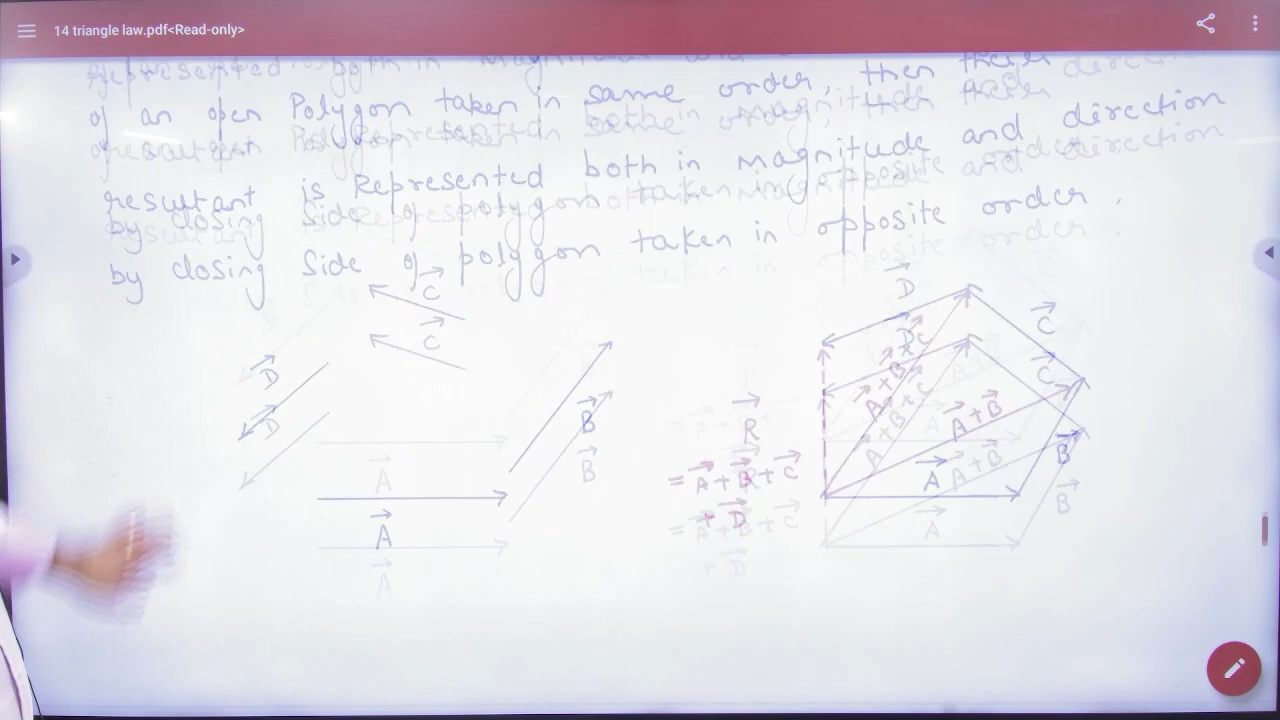 14 triangle law.pdf<Read-only>
of an open Polygon taken in same order, then their
resultant is Represented both in magnitude and direction
by closing side of polygon taken in opposite order.
D C D C
B A+B+C A+B
R
= A + B + C A B
+ D
A